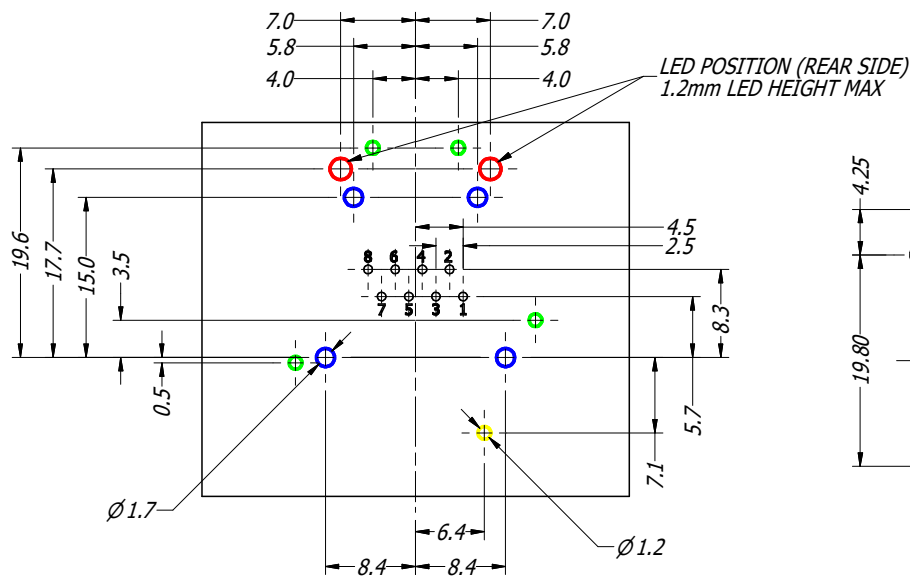 7.0 7.0
5.8 5.8
4.0 4.0
LED POSITION (REAR SIDE)
1.2mm LED HEIGHT MAX
4.25
4.5
2.5
19.6
17.7
15.0
3.5
8 6 4 2
7 5 3 1
8.3
19.80
0.5
5.7
7.1
Ø1.7
6.4
Ø1.2
8.4 8.4